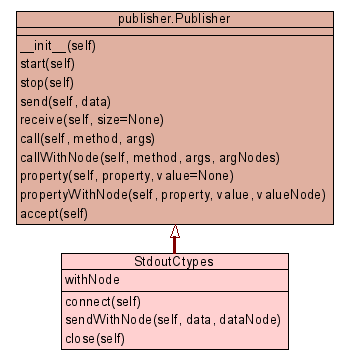 publisher.Publisher
__init__(self)
start(self)
stop(self)
send(self, data)
receive(self, size=None)
call(self, method, args)
callWithNode(self, method, args, argNodes)
property(self, property, value=None)
propertyWithNode(self, property, value, valueNode)
accept(self)
StdoutCtypes
withNode
connect(self)
sendWithNode(self, data, dataNode)
close(self)